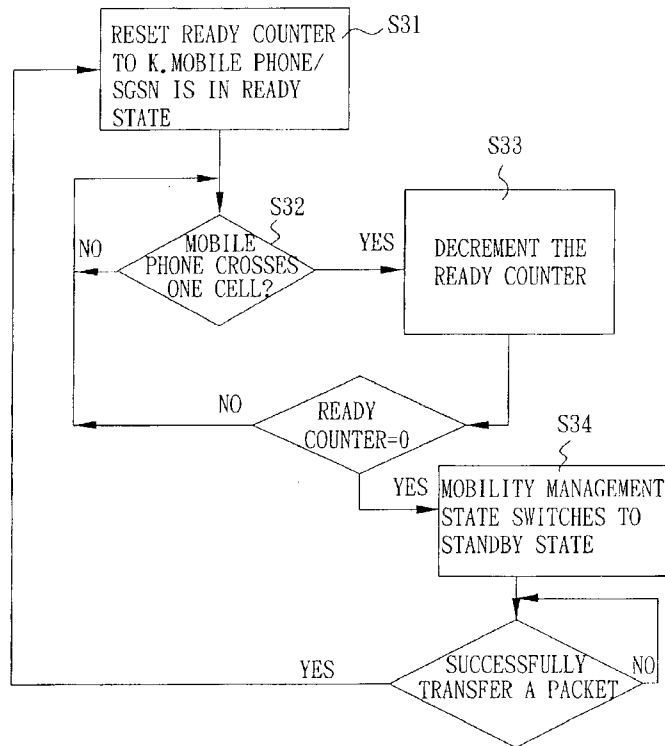 RESET READY COUNTER
TO K.MOBILE PHONE/
SGSN IS IN READY
STATE
S31
S33
S32
NO
MOBILE
PHONE CROSSES
ONE CELL?
YES
DECREMENT THE
READY COUNTER
NO
READY
COUNTER=0
S34
YES
MOBILITY MANAGEMENT
STATE SWITCHES TO
STANDBY STATE
YES
SUCCESSFULLY
TRANSFER A PACKET
NO